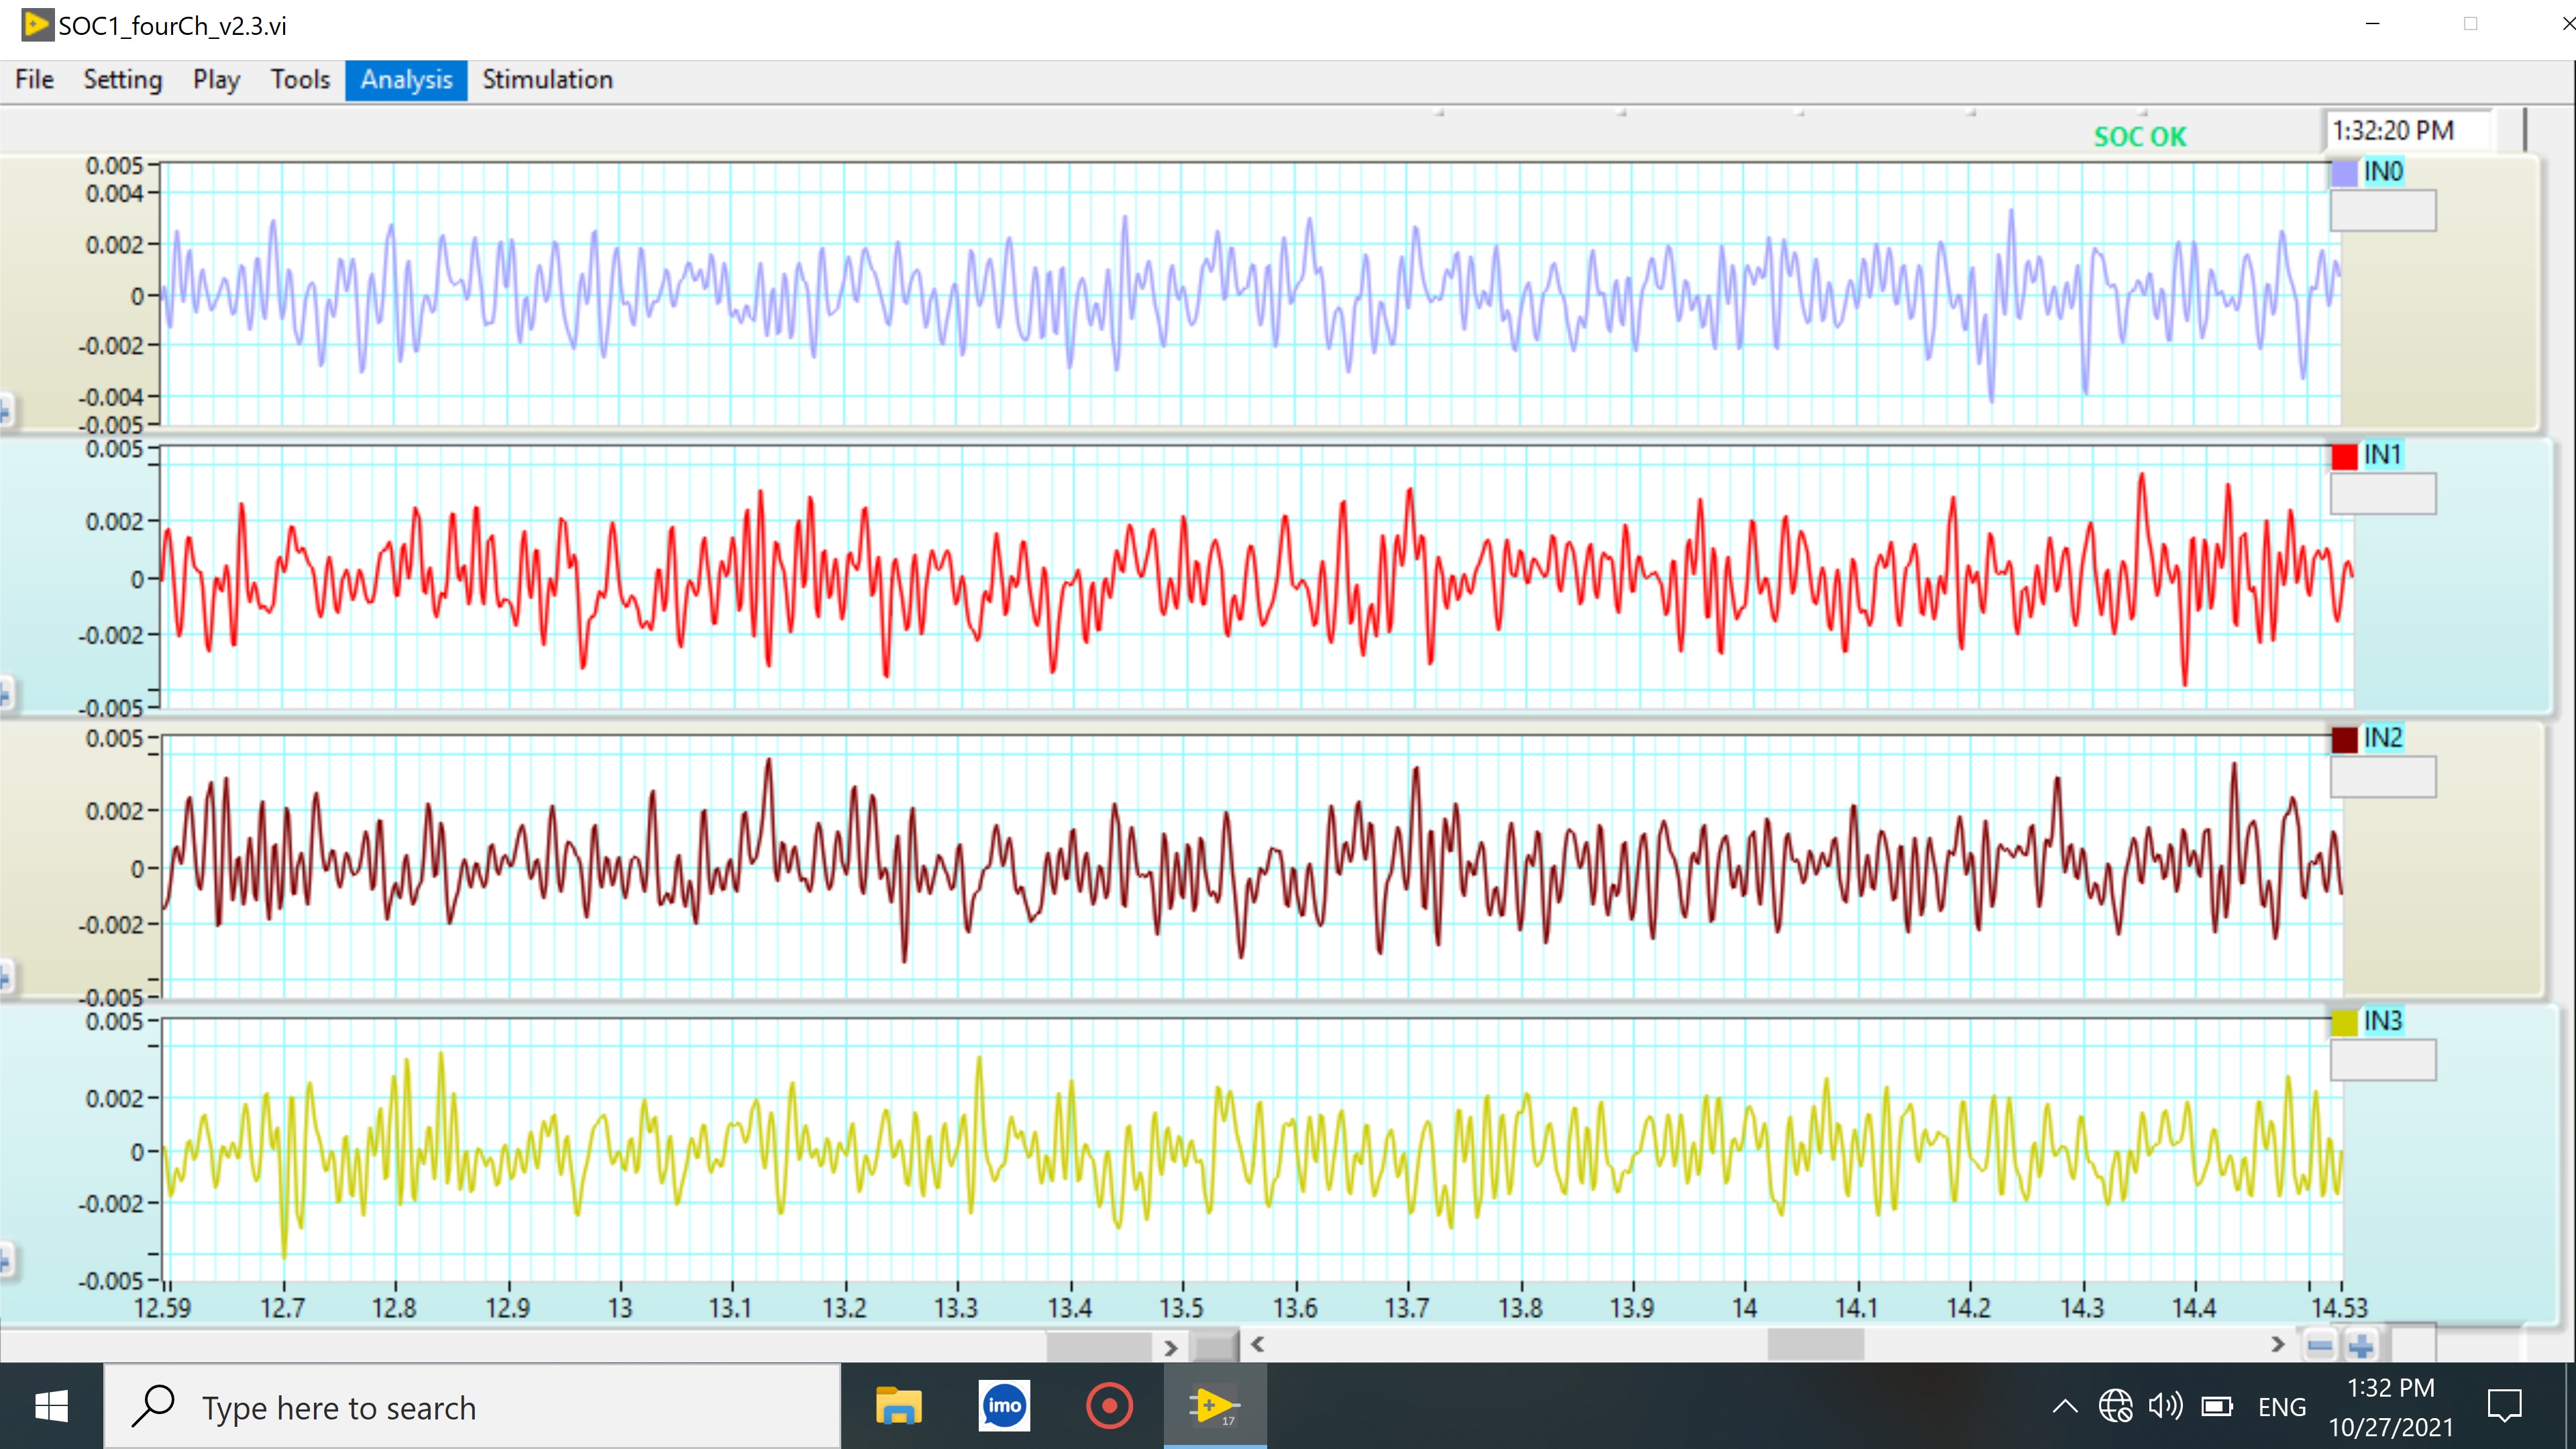 SOC1_fourCh_v2.3.vi
File Setting Play Tools Analysis Stimulation
SOC OK 1:32:20 PM
0.005 IN0
0.004
0.002
0
-0.002
-0.004
-0.005
0.005 IN1
0.002
0
-0.002
-0.005
0.005 IN2
0.002
0
-0.002
-0.005
0.005 IN3
0.002
0
-0.002
-0.005
12.59 12.7 12.8 12.9 13 13.1 13.2 13.3 13.4 13.5 13.6 13.7 13.8 13.9 14 14.1 14.2 14.3 14.4 14.53
Type here to search imo 17 ENG 1:32 PM
10/27/2021